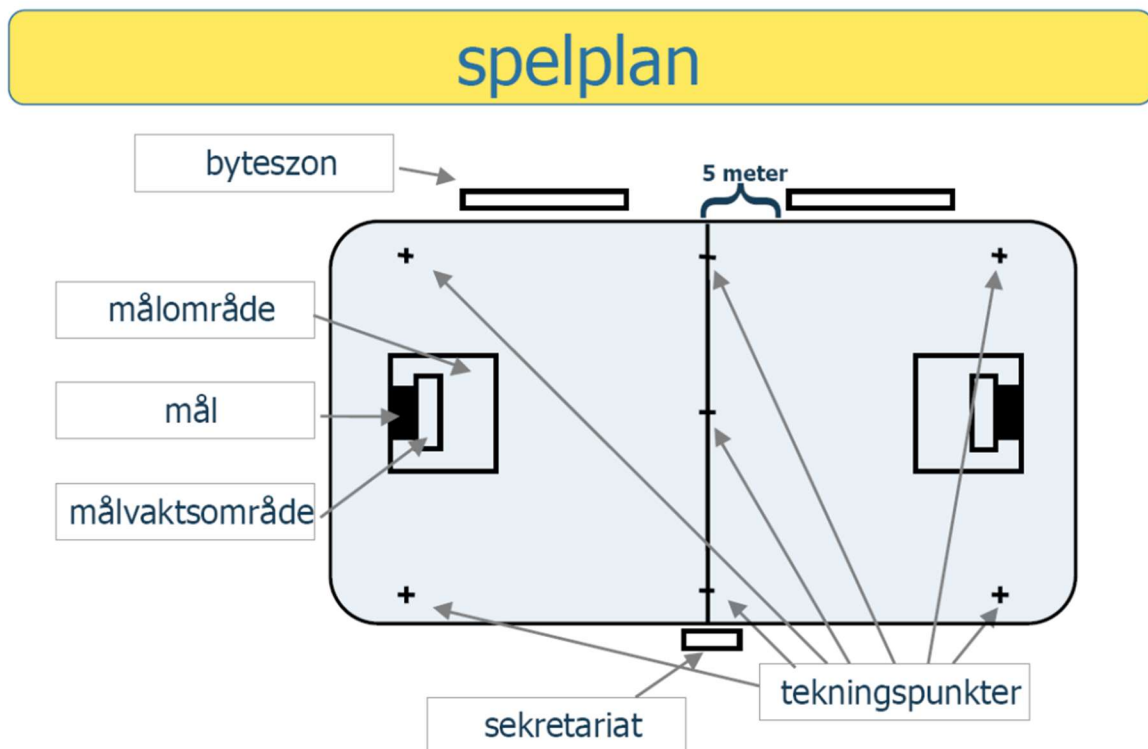 spelplan
byteszon
5 meter
målområde
mål
målvaktsområde
tekningspunkter
sekretariat